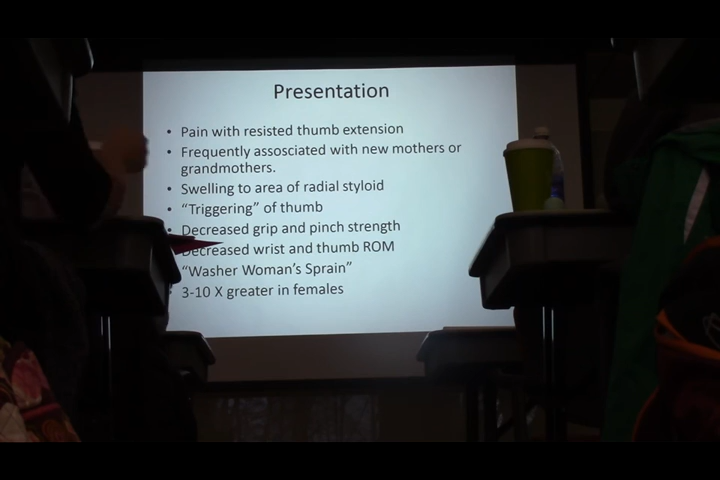 Presentation
• Pain with resisted thumb extension
• Frequently assosciated with new mothers or
grandmothers.
• Swelling to area of radial styloid
• “Triggering” of thumb
• Decreased grip and pinch strength
Decreased wrist and thumb ROM
“Washer Woman’s Sprain”
• 3-10 X greater in females